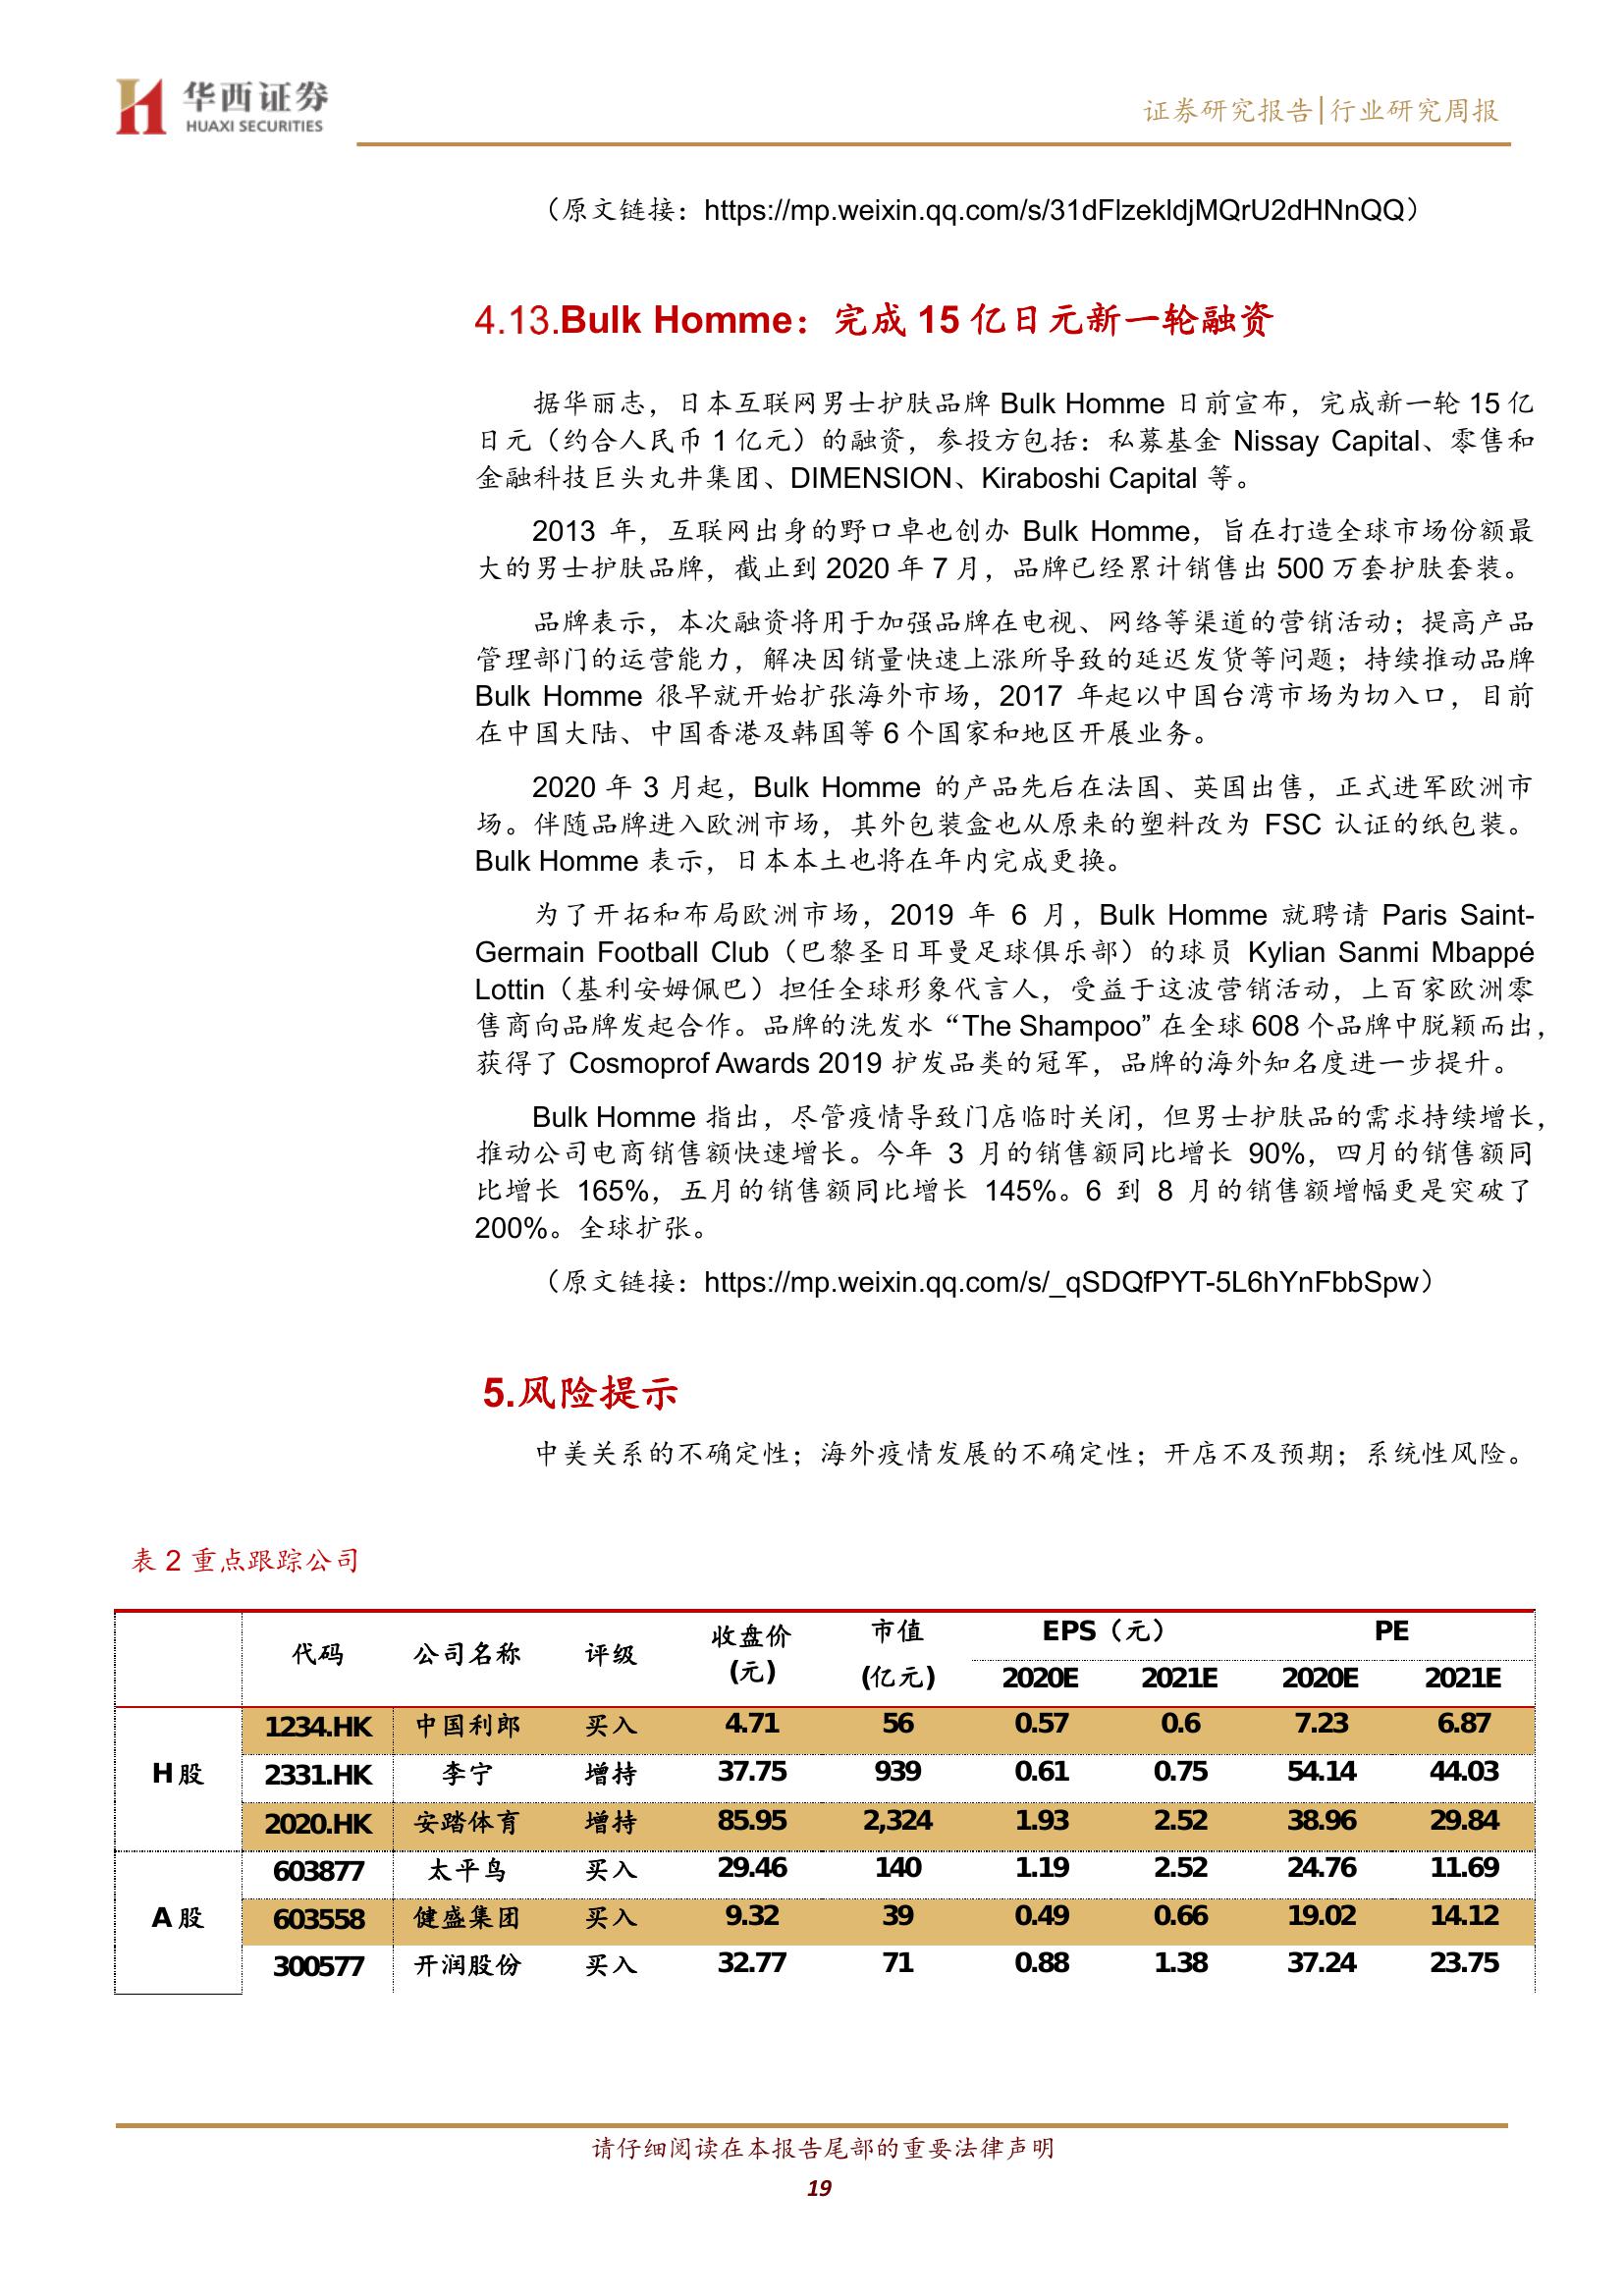 华西证券
HUAXI SECURITIES
证券研究报告|行业研究周报
（原文链接：https://mp.weixin.qq.com/s/31dFlzekldjMQrU2dHNnQQ）
4.13.Bulk Homme：完成 15 亿日元新一轮融资
据华丽志，日本互联网男士护肤品牌 Bulk Homme 日前宣布，完成新一轮 15 亿
日元（约合人民币 1 亿元）的融资，参投方包括：私募基金 Nissay Capital、零售和
金融科技巨头丸井集团、DIMENSION、Kiraboshi Capital 等。
2013 年，互联网出身的野口卓也创办 Bulk Homme，旨在打造全球市场份额最
大的男士护肤品牌，截止到 2020 年 7 月，品牌已经累计销售出 500 万套护肤套装。
品牌表示，本次融资将用于加强品牌在电视、网络等渠道的营销活动；提高产品
管理部门的运营能力，解决因销量快速上涨所导致的延迟发货等问题；持续推动品牌
Bulk Homme 很早就开始扩张海外市场，2017 年起以中国台湾市场为切入口，目前
在中国大陆、中国香港及韩国等 6 个国家和地区开展业务。
2020 年 3 月起，Bulk Homme 的产品先后在法国、英国出售，正式进军欧洲市
场。伴随品牌进入欧洲市场，其外包装盒也从原来的塑料改为 FSC 认证的纸包装。
Bulk Homme 表示，日本本土也将在年内完成更换。
为了开拓和布局欧洲市场，2019 年 6 月，Bulk Homme 就聘请 Paris Saint-
Germain Football Club（巴黎圣日耳曼足球俱乐部）的球员 Kylian Sanmi Mbappé
Lottin（基利安姆佩巴）担任全球形象代言人，受益于这波营销活动，上百家欧洲零
售商向品牌发起合作。品牌的洗发水“The Shampoo” 在全球 608 个品牌中脱颖而出，
获得了 Cosmoprof Awards 2019 护发品类的冠军，品牌的海外知名度进一步提升。
Bulk Homme 指出，尽管疫情导致门店临时关闭，但男士护肤品的需求持续增长，
推动公司电商销售额快速增长。今年 3 月的销售额同比增长 90%，四月的销售额同
比增长 165%，五月的销售额同比增长 145%。6 到 8 月的销售额增幅更是突破了
200%。全球扩张。
（原文链接：https://mp.weixin.qq.com/s/_qSDQfPYT-5L6hYnFbbSpw）
5.风险提示
中美关系的不确定性；海外疫情发展的不确定性；开店不及预期；系统性风险。
表 2 重点跟踪公司
代码 公司名称 评级 收盘价(元) 市值(亿元) EPS（元） PE
2020E 2021E 2020E 2021E
H 股
1234.HK 中国利郎 买入 4.71 56 0.57 0.6 7.23 6.87
2331.HK 李宁 增持 37.75 939 0.61 0.75 54.14 44.03
2020.HK 安踏体育 增持 85.95 2,324 1.93 2.52 38.96 29.84
A 股
603877 太平鸟 买入 29.46 140 1.19 2.52 24.76 11.69
603558 健盛集团 买入 9.32 39 0.49 0.66 19.02 14.12
300577 开润股份 买入 32.77 71 0.88 1.38 37.24 23.75
请仔细阅读在本报告尾部的重要法律声明
19